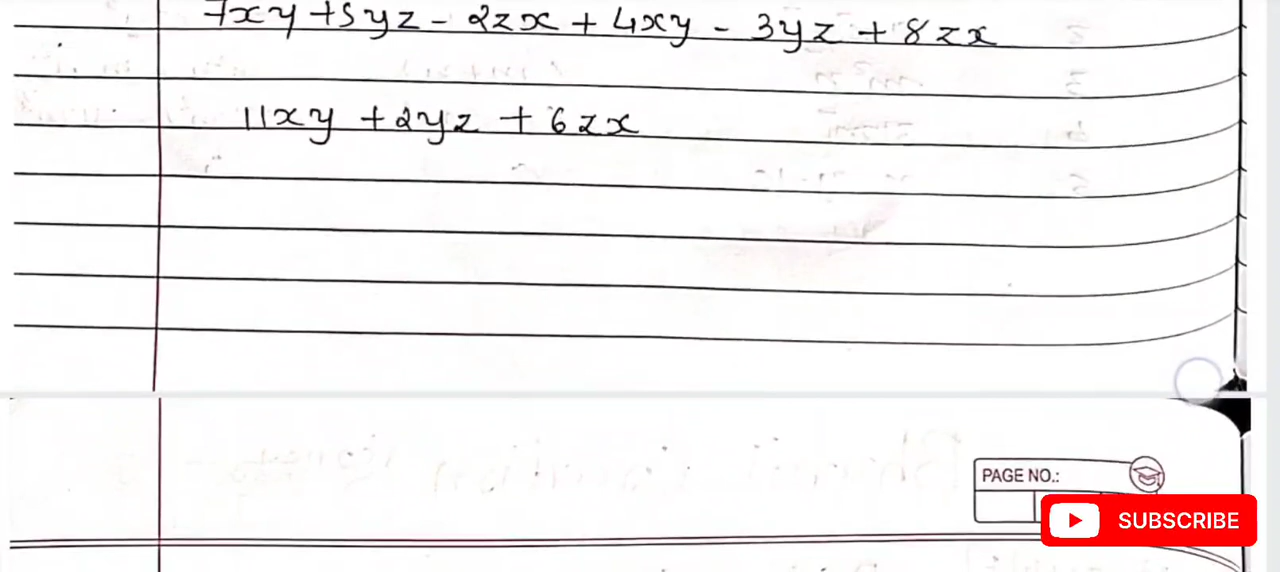 7xy +5yz - 2zx + 4xy - 3yz + 8zx
11xy +2yz + 6zx
PAGE NO.:
SUBSCRIBE